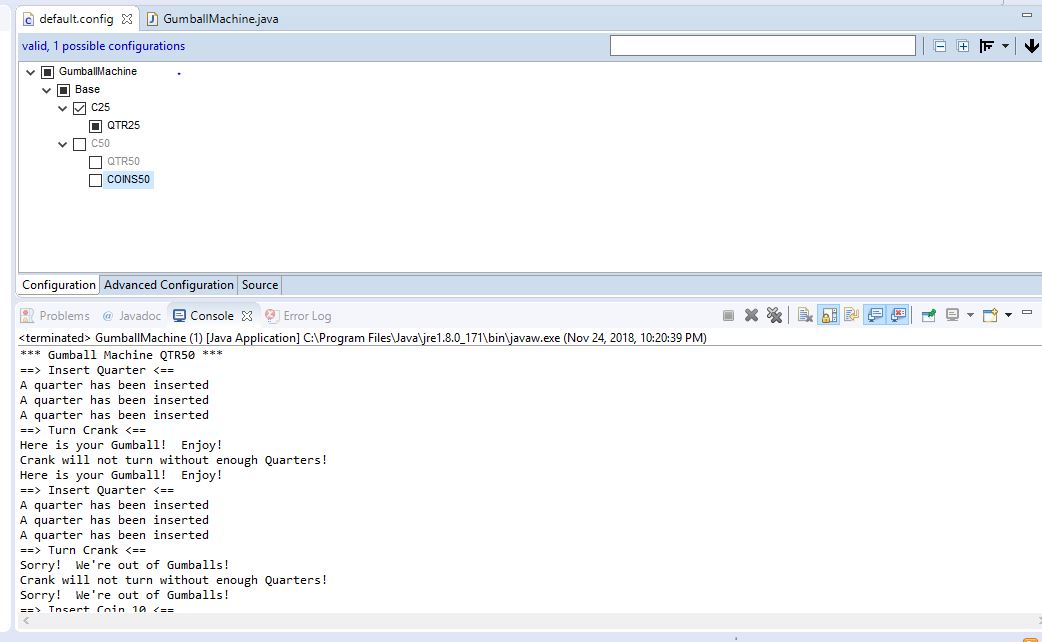 default.config
GumballMachine.java
valid, 1 possible configurations
GumballMachine
Base
C25
QTR25
C50
QTR50
COINS50
Configuration Advanced Configuration Source
Problems @ Javadoc Console Error Log
<terminated> GumballMachine (1) [Java Application] C:\Program Files\Java\jre1.8.0_171\bin\javaw.exe (Nov 24, 2018, 10:20:39 PM)
*** Gumball Machine QTR50 ***
==> Insert Quarter <==
A quarter has been inserted
A quarter has been inserted
A quarter has been inserted
==> Turn Crank <==
Here is your Gumball!  Enjoy!
Crank will not turn without enough Quarters!
Here is your Gumball!  Enjoy!
==> Insert Quarter <==
A quarter has been inserted
A quarter has been inserted
A quarter has been inserted
==> Turn Crank <==
Sorry!  We're out of Gumballs!
Crank will not turn without enough Quarters!
Sorry!  We're out of Gumballs!
==> Insert Coin 10 <==